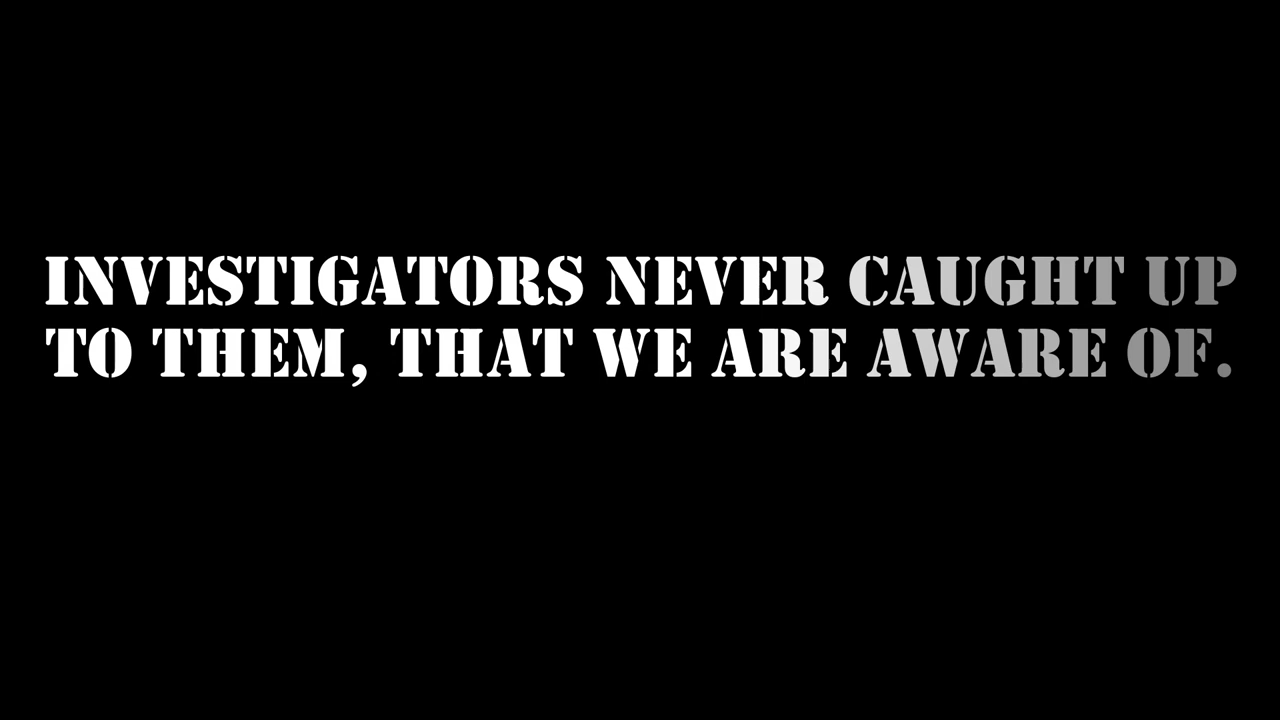 INVESTIGATORS NEVER CAUGHT UP
TO THEM, THAT WE ARE AWARE OF.